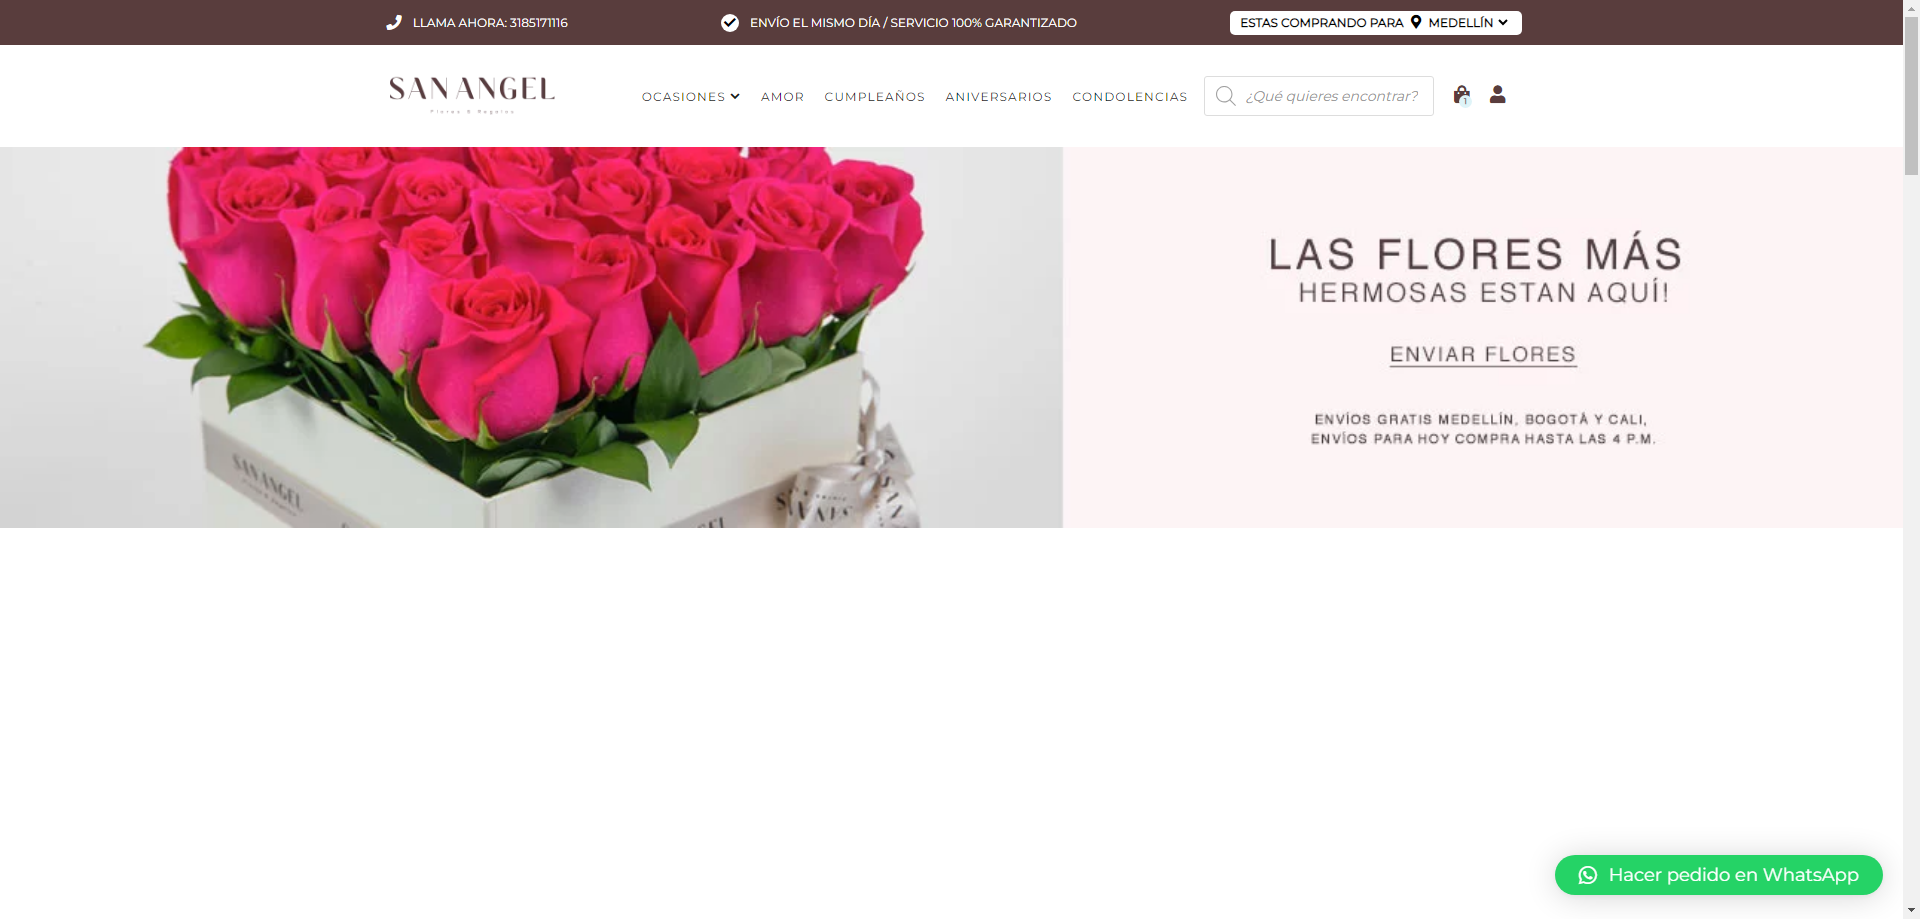 LLAMA AHORA: 3185171116
ENVÍO EL MISMO DÍA / SERVICIO 100% GARANTIZADO
ESTAS COMPRANDO PARA MEDELLÍN
SAN ANGEL
Flores & Regalos
OCASIONES
AMOR
CUMPLEAÑOS
ANIVERSARIOS
CONDOLENCIAS
¿Qué quieres encontrar?
1
LAS FLORES MÁS
HERMOSAS ESTAN AQUÍ!
ENVIAR FLORES
ENVÍOS GRATIS MEDELLÍN, BOGOTÁ Y CALI,
ENVÍOS PARA HOY COMPRA HASTA LAS 4 P.M.
SAN ANGEL
Hacer pedido en WhatsApp